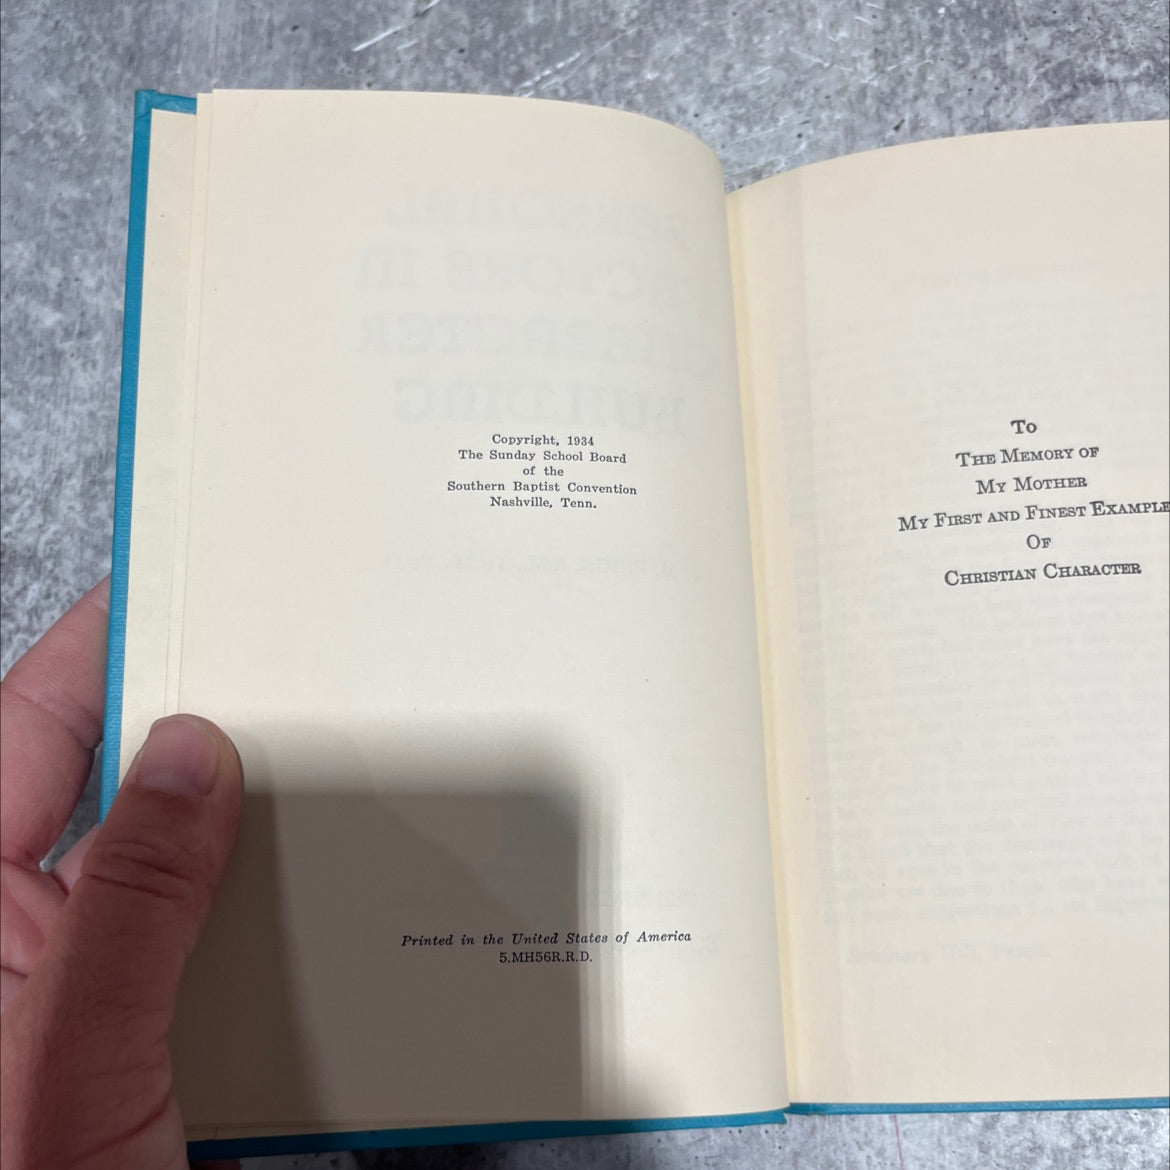 Copyright, 1934
The Sunday School Board
of the
Southern Baptist Convention
Nashville, Tenn.
Printed in the United States of America
5.MH56R.R.D.
To
The Memory of
My Mother
My First and Finest Example
Of
Christian Character